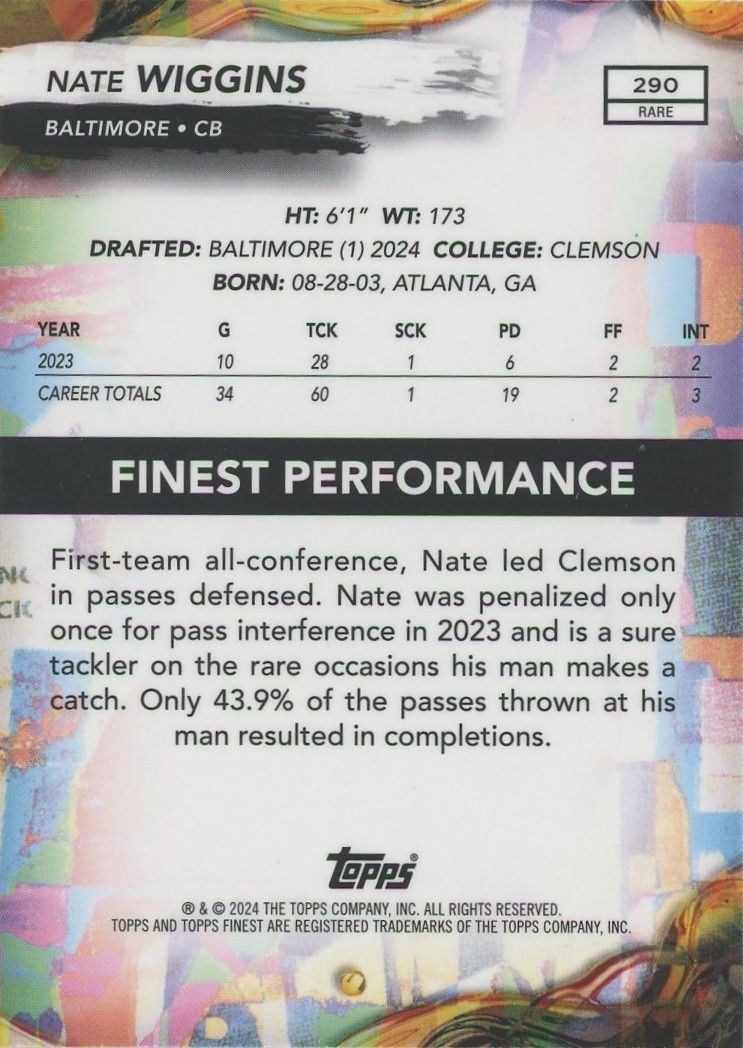 NATE WIGGINS
290
RARE
BALTIMORE • CB
HT: 6'1" WT: 173
DRAFTED: BALTIMORE (1) 2024 COLLEGE: CLEMSON
BORN: 08-28-03, ATLANTA, GA
YEAR G TCK SCK PD FF INT
2023 10 28 1 6 2 2
CAREER TOTALS 34 60 1 19 2 3
FINEST PERFORMANCE
First-team all-conference, Nate led Clemson
in passes defensed. Nate was penalized only
once for pass interference in 2023 and is a sure
tackler on the rare occasions his man makes a
catch. Only 43.9% of the passes thrown at his
man resulted in completions.
Topps®
® & © 2024 THE TOPPS COMPANY, INC. ALL RIGHTS RESERVED.
TOPPS AND TOPPS FINEST ARE REGISTERED TRADEMARKS OF THE TOPPS COMPANY, INC.